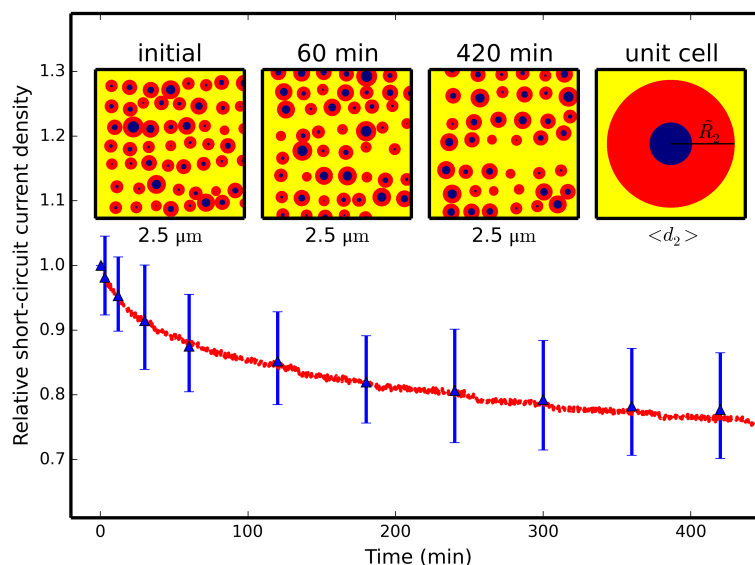 initial 60 min 420 min unit cell
R̃₂
2.5 μm 2.5 μm 2.5 μm <d₂>
Relative short-circuit current density
1.3
1.2
1.1
1.0
0.9
0.8
0.7
0 100 200 300 400
Time (min)